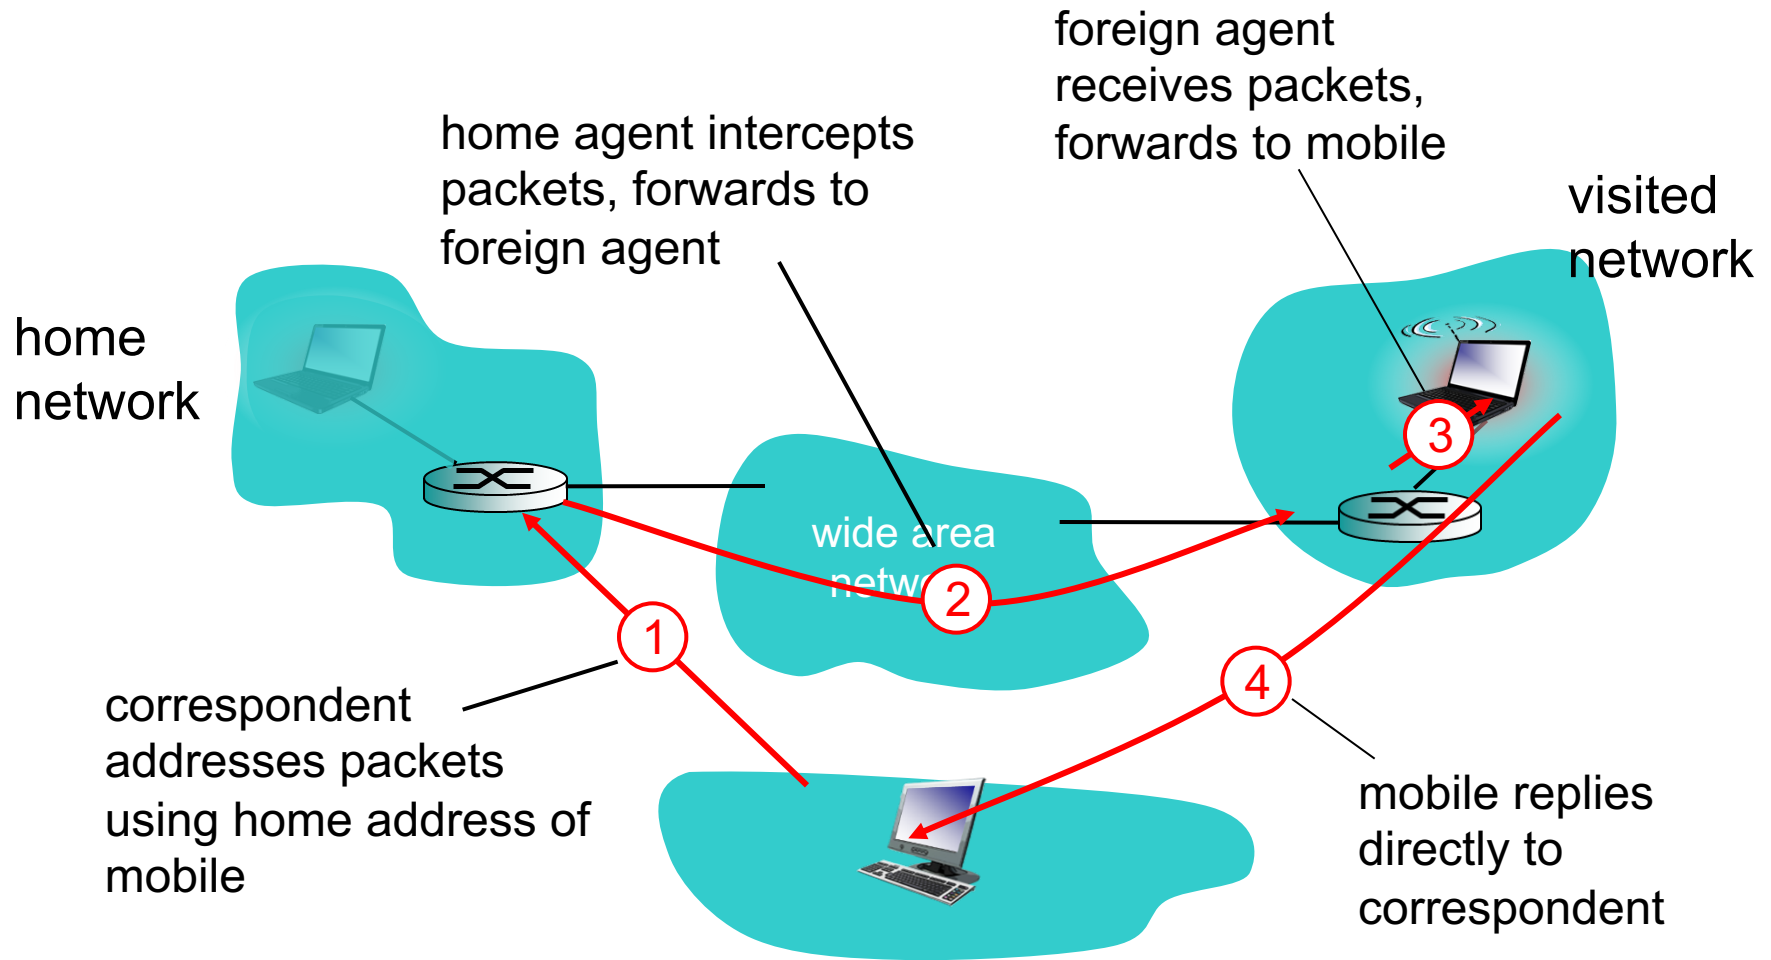 foreign agent
receives packets,
forwards to mobile
home agent intercepts
packets, forwards to
foreign agent
visited
network
home
network
wide area
network
1
2
3
4
correspondent
addresses packets
using home address of
mobile
mobile replies
directly to
correspondent